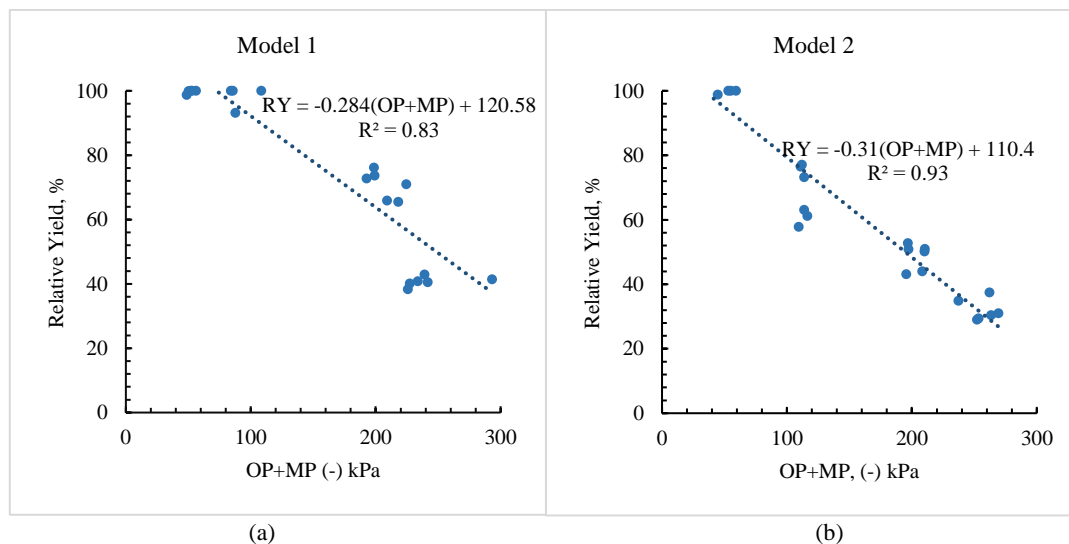 Model 1
100
80
60
40
20
0
Relative Yield, %
RY = -0.284(OP+MP) + 120.58
R² = 0.83
0 100 200 300
OP+MP (-) kPa
(a)
Model 2
100
80
60
40
20
0
Relative Yield, %
RY = -0.31(OP+MP) + 110.4
R² = 0.93
0 100 200 300
OP+MP, (-) kPa
(b)